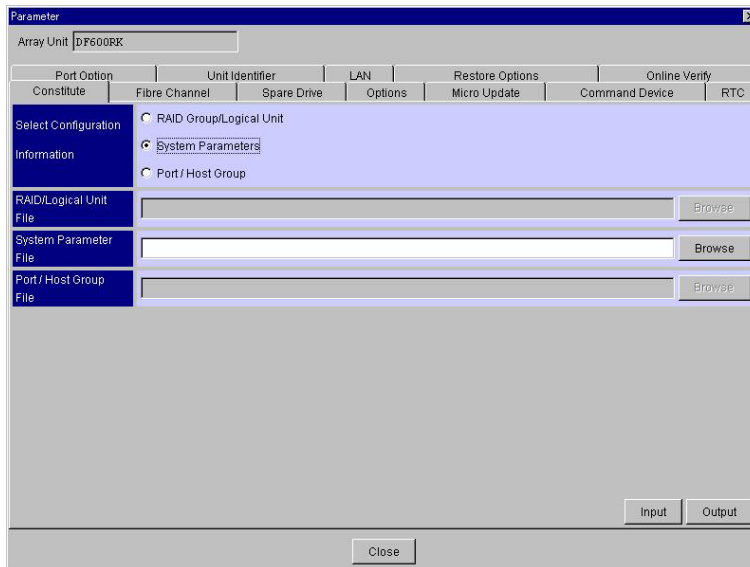 Parameter
Array Unit DF600RK
Port Option Unit Identifier LAN Restore Options Online Verify
Constitute Fibre Channel Spare Drive Options Micro Update Command Device RTC
Select Configuration
Information
RAID Group/Logical Unit
System Parameters
Port / Host Group
RAID/Logical Unit
File
Browse
System Parameter
File
Browse
Port / Host Group
File
Browse
Input Output
Close